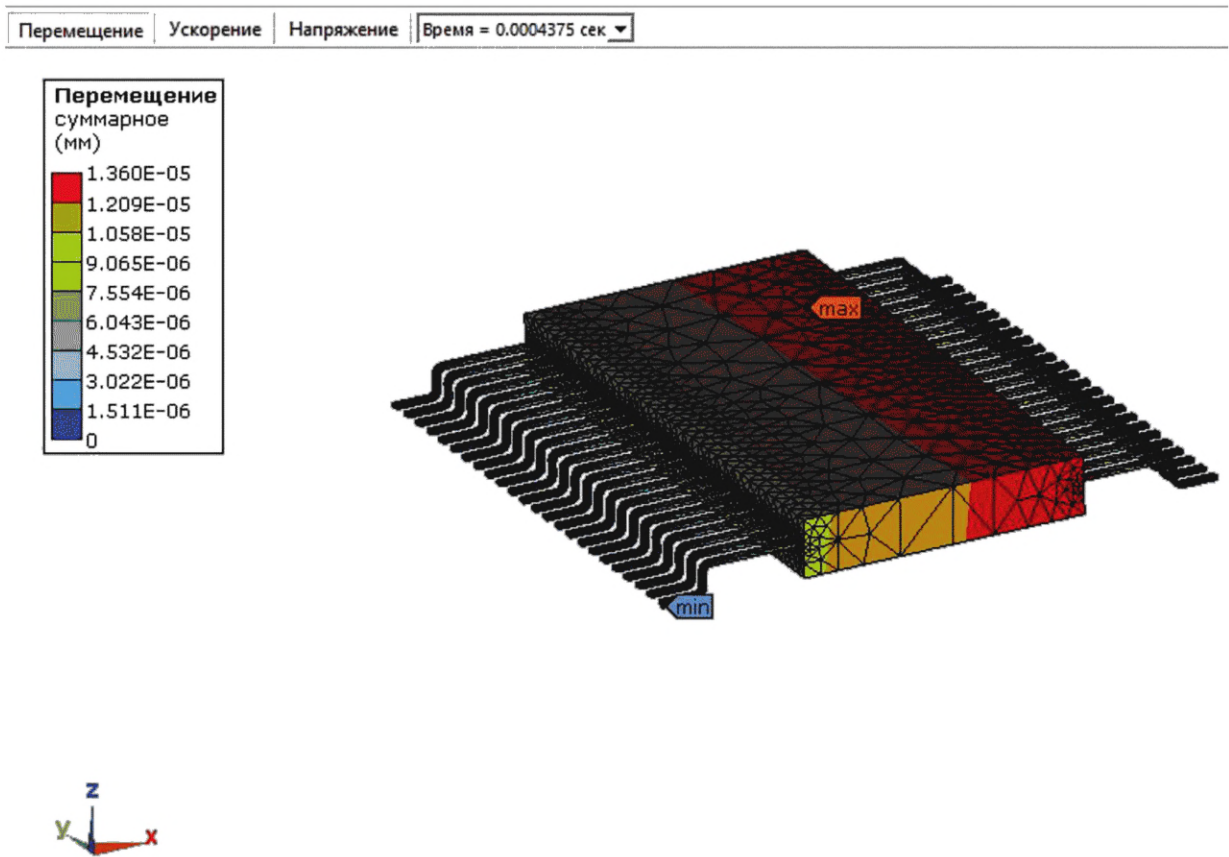 Перемещение Ускорение Напряжение Время = 0.0004375 сек
Перемещение
суммарное
(мм)
1.360E-05
1.209E-05
1.058E-05
9.065E-06
7.554E-06
6.043E-06
4.532E-06
3.022E-06
1.511E-06
0
max
min
z
y
x